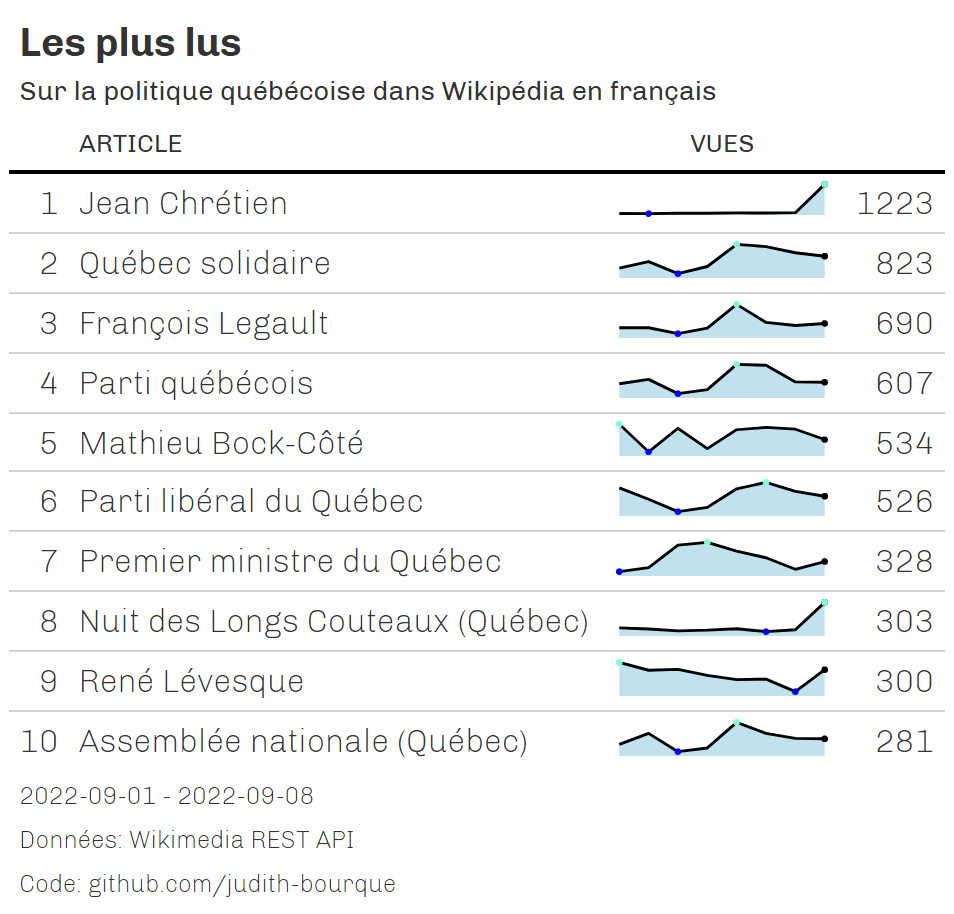 Les plus lus
Sur la politique québécoise dans Wikipédia en français
ARTICLE VUES
1 Jean Chrétien 1223
2 Québec solidaire 823
3 François Legault 690
4 Parti québécois 607
5 Mathieu Bock-Côté 534
6 Parti libéral du Québec 526
7 Premier ministre du Québec 328
8 Nuit des Longs Couteaux (Québec) 303
9 René Lévesque 300
10 Assemblée nationale (Québec) 281
2022-09-01 - 2022-09-08
Données: Wikimedia REST API
Code: github.com/judith-bourque